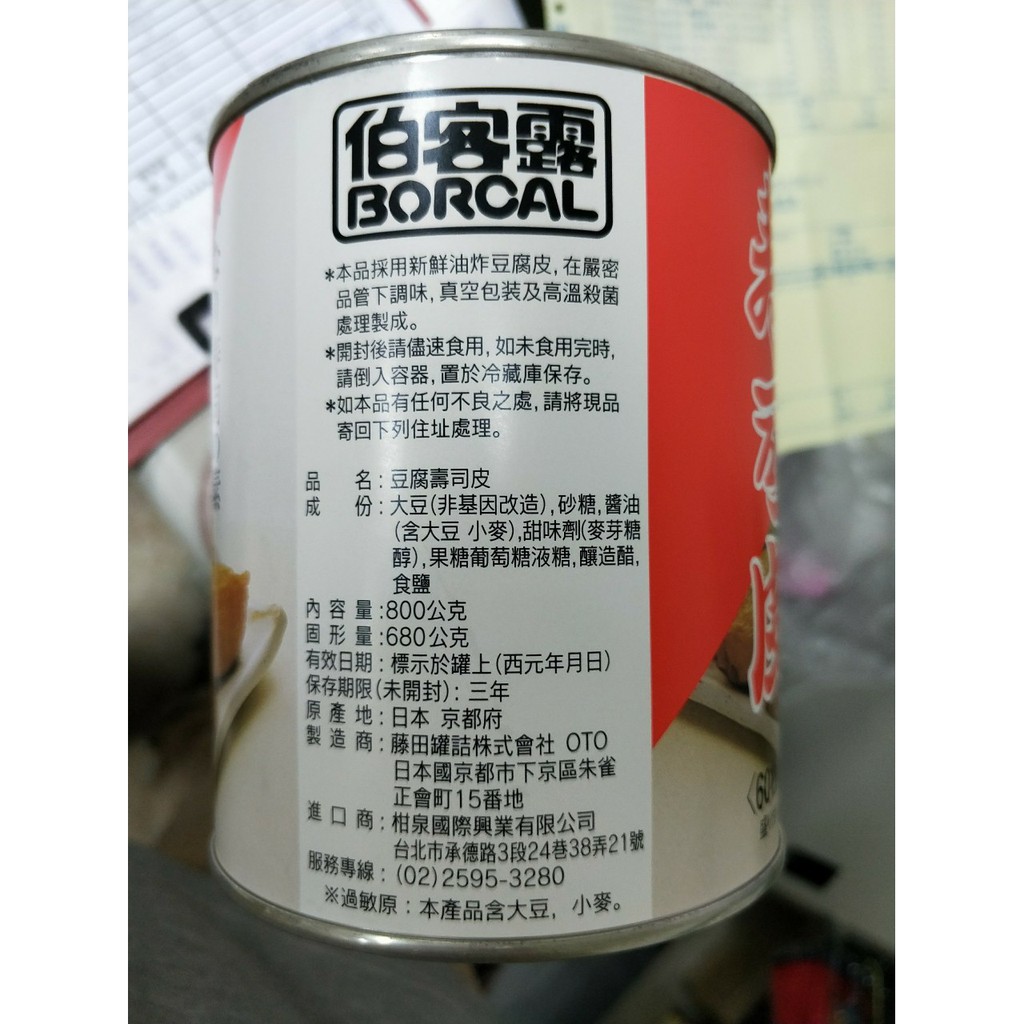 伯客露
BORCAL
*本品採用新鮮油炸豆腐皮,在嚴密
品管下調味,真空包装及高溫殺菌
處理製成。
*開封後請儘速食用,如未食用完時,
請倒入容器,置於冷藏庫保存。
*如本品有任何不良之處,請將現品
寄回下列住址處理。
品 名:豆腐壽司皮
成 份:大豆(非基因改造),砂糖,醬油
(含大豆 小麥),甜味劑(麥芽糖
醇),果糖葡萄糖液糖,釀造醋,
食鹽
內容量:800公克
固形量:680公克
有效日期:標示於罐上(西元年月日)
保存期限(未開封):三年
原產地:日本 京都府
製造商:藤田罐詰株式會社 OTO
日本國京都市下京區朱雀
正會町15番地
進口商:柑泉國際興業有限公司
台北市承德路3段24巷38弄21號
服務專線:(02)2595-3280
※過敏原:本產品含大豆,小麥。